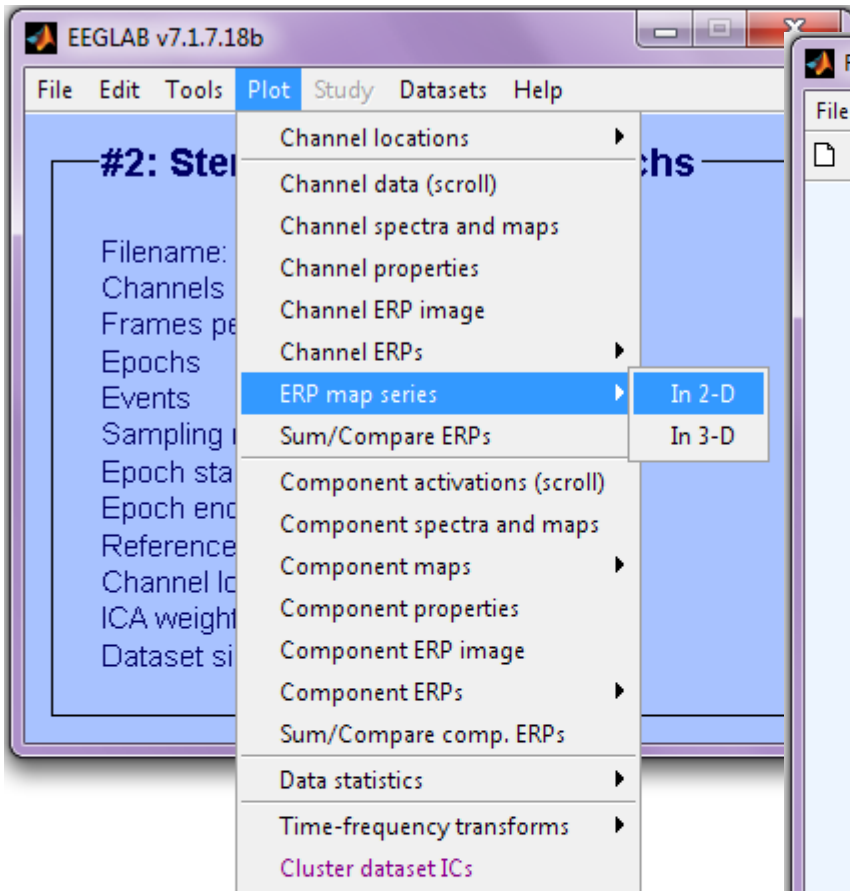 EEGLAB v7.1.7.18b
File Edit Tools Plot Study Datasets Help
File
#2: Ster chs
Filename:
Channels
Frames pe
Epochs
Events
Sampling r
Epoch sta
Epoch end
Reference
Channel lo
ICA weight
Dataset si
Channel locations
Channel data (scroll)
Channel spectra and maps
Channel properties
Channel ERP image
Channel ERPs
ERP map series
Sum/Compare ERPs
Component activations (scroll)
Component spectra and maps
Component maps
Component properties
Component ERP image
Component ERPs
Sum/Compare comp. ERPs
Data statistics
Time-frequency transforms
Cluster dataset ICs
In 2-D
In 3-D